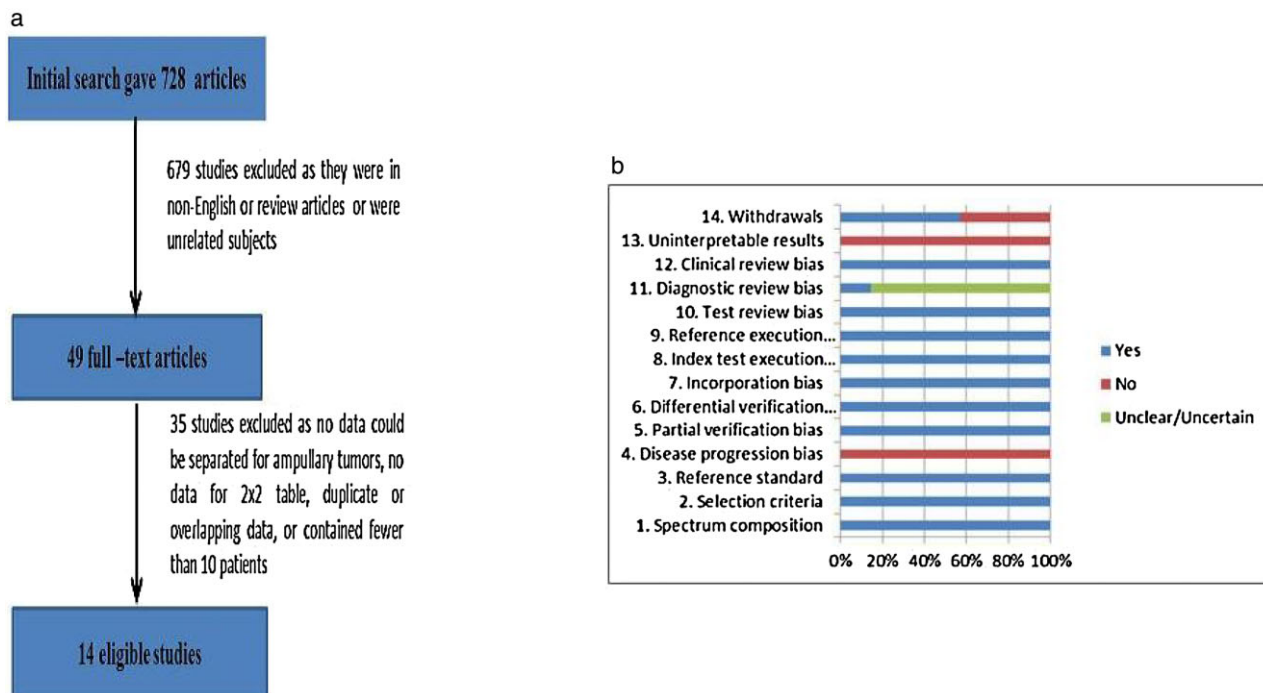 a
Initial search gave 728 articles
679 studies excluded as they were in
non-English or review articles or were
unrelated subjects
49 full –text articles
35 studies excluded as no data could
be separated for ampullary tumors, no
data for 2x2 table, duplicate or
overlapping data, or contained fewer
than 10 patients
14 eligible studies
b
14. Withdrawals
13. Uninterpretable results
12. Clinical review bias
11. Diagnostic review bias
10. Test review bias
9. Reference execution...
8. Index test execution...
7. Incorporation bias
6. Differential verification...
5. Partial verification bias
4. Disease progression bias
3. Reference standard
2. Selection criteria
1. Spectrum composition
0% 20% 40% 60% 80% 100%
Yes
No
Unclear/Uncertain